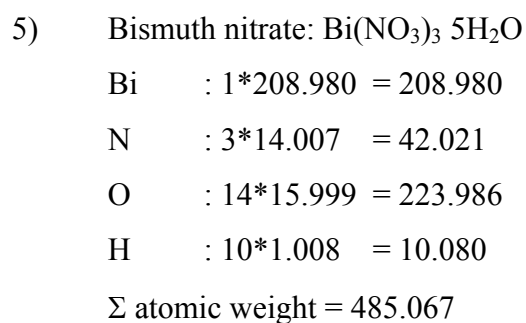 5) Bismuth nitrate: Bi(NO₃)₃ 5H₂O
Bi : 1*208.980 = 208.980
N : 3*14.007 = 42.021
O : 14*15.999 = 223.986
H : 10*1.008 = 10.080
Σ atomic weight = 485.067